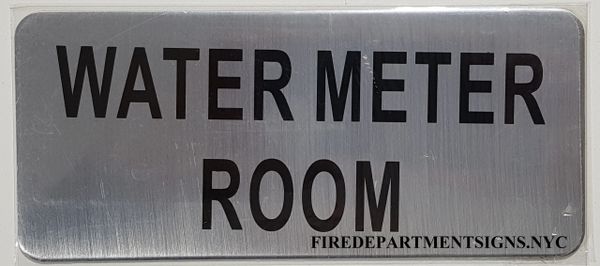 WATER METER
ROOM
FIREDEPARTMENTSIGNS.NYC